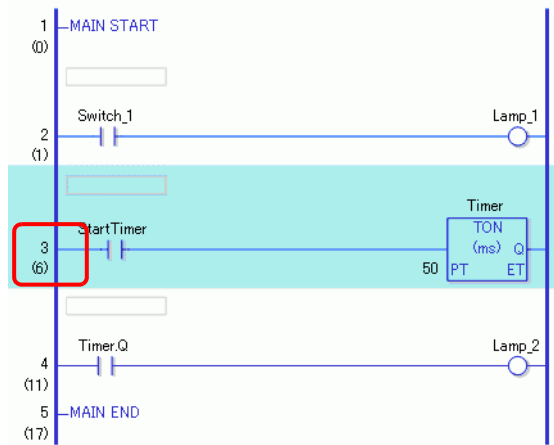 1 MAIN START
(0)
Switch_1 Lamp_1
2
(1)
Timer
StartTimer TON
3 (ms) Q
(6) 50 PT ET
Timer.Q Lamp_2
4
(11)
5 MAIN END
(17)